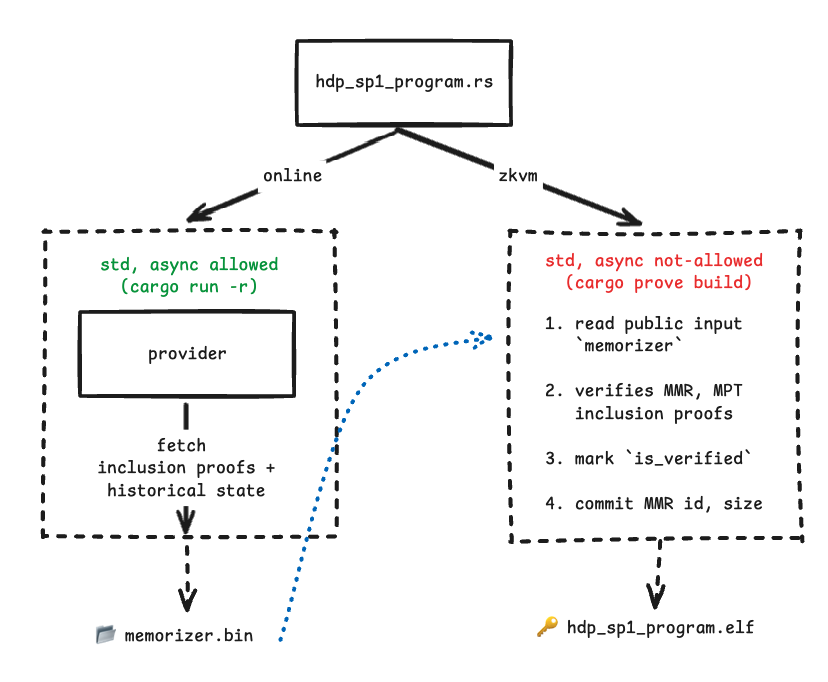 hdp_sp1_program.rs
online
zkvm
std, async allowed
(cargo run -r)
provider
fetch
inclusion proofs +
historical state
memorizer.bin
std, async not-allowed
(cargo prove build)
1. read public input
`memorizer`
2. verifies MMR, MPT
inclusion proofs
3. mark `is_verified`
4. commit MMR id, size
hdp_sp1_program.elf